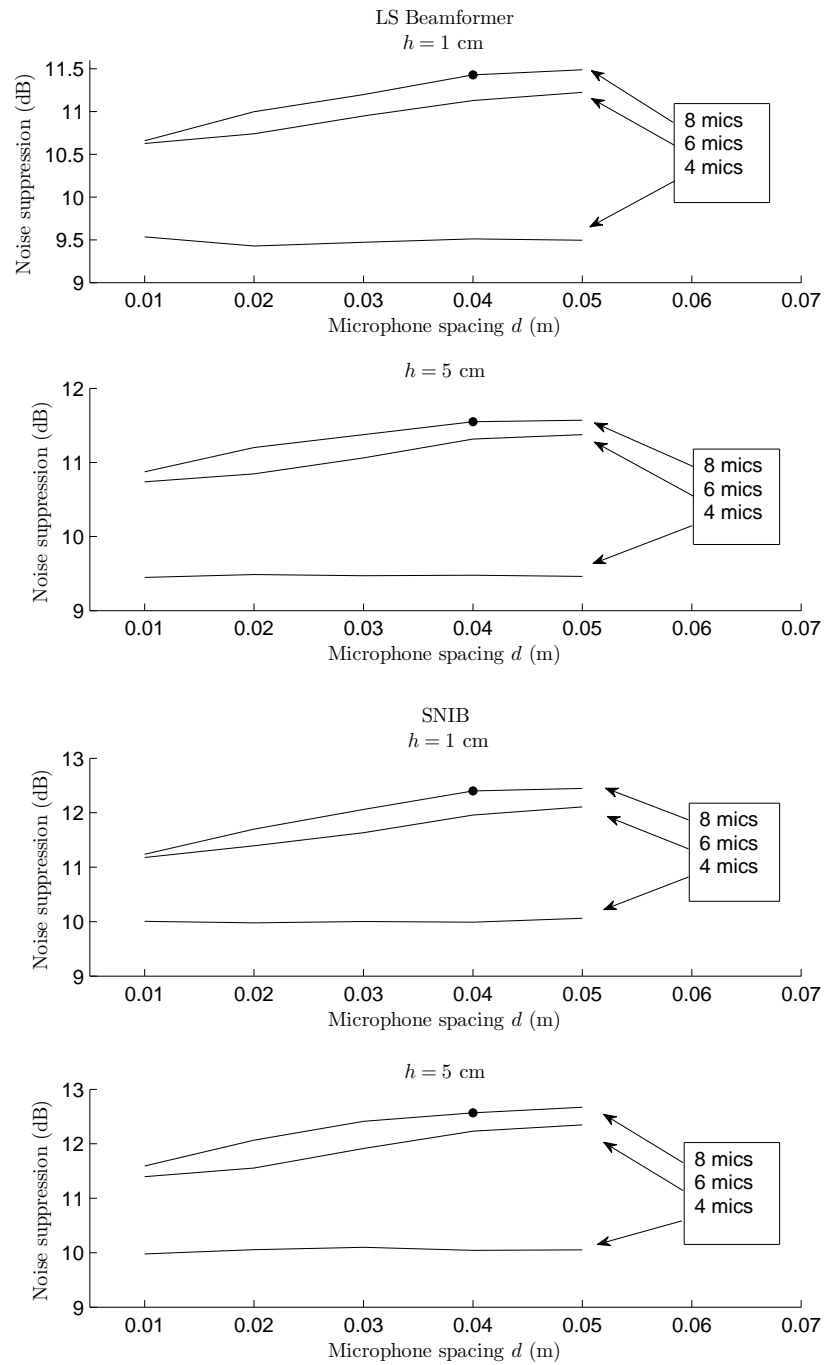 LS Beamformer
h = 1 cm
Noise suppression (dB)
11.5
11
10.5
10
9.5
9
0.01 0.02 0.03 0.04 0.05 0.06 0.07
Microphone spacing d (m)
8 mics
6 mics
4 mics
h = 5 cm
Noise suppression (dB)
12
11
10
9
0.01 0.02 0.03 0.04 0.05 0.06 0.07
Microphone spacing d (m)
8 mics
6 mics
4 mics
SNIB
h = 1 cm
Noise suppression (dB)
13
12
11
10
9
0.01 0.02 0.03 0.04 0.05 0.06 0.07
Microphone spacing d (m)
8 mics
6 mics
4 mics
h = 5 cm
Noise suppression (dB)
13
12
11
10
9
0.01 0.02 0.03 0.04 0.05 0.06 0.07
Microphone spacing d (m)
8 mics
6 mics
4 mics